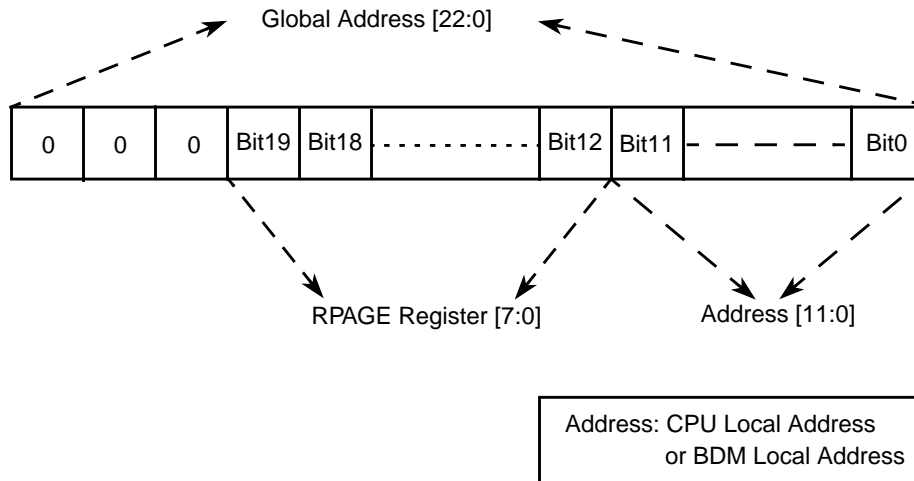 Global Address [22:0]
0 0 0 Bit19 Bit18 Bit12 Bit11 Bit0
RPAGE Register [7:0] Address [11:0]
Address: CPU Local Address
or BDM Local Address